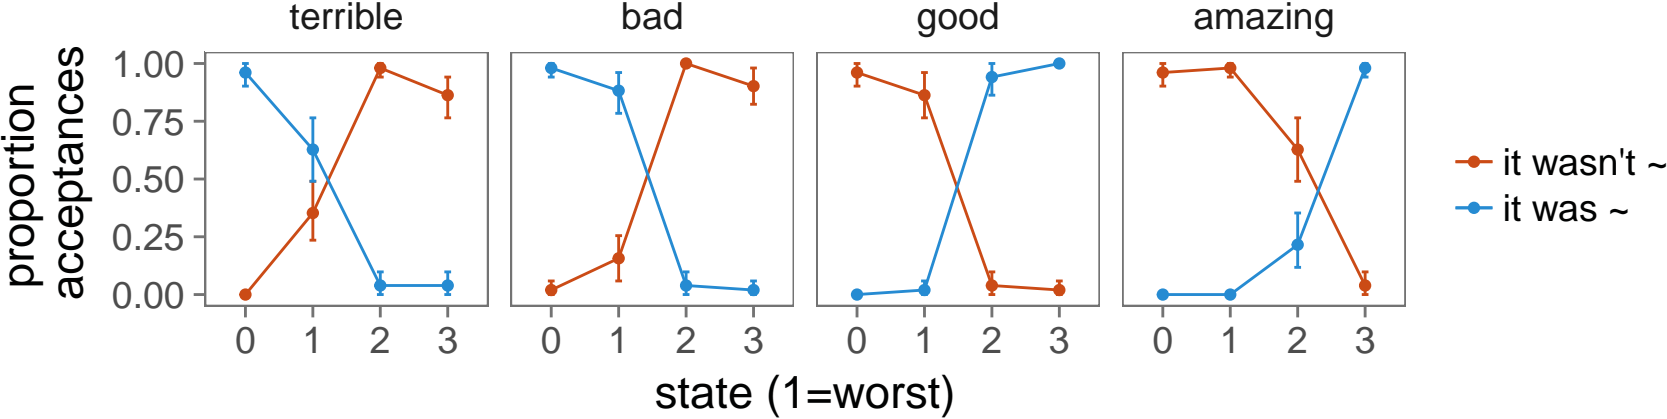 terrible bad good amazing
proportion
acceptances
1.00
0.75
0.50
0.25
0.00
0 1 2 3 0 1 2 3 0 1 2 3 0 1 2 3
state (1=worst)
it wasn't ~
it was ~